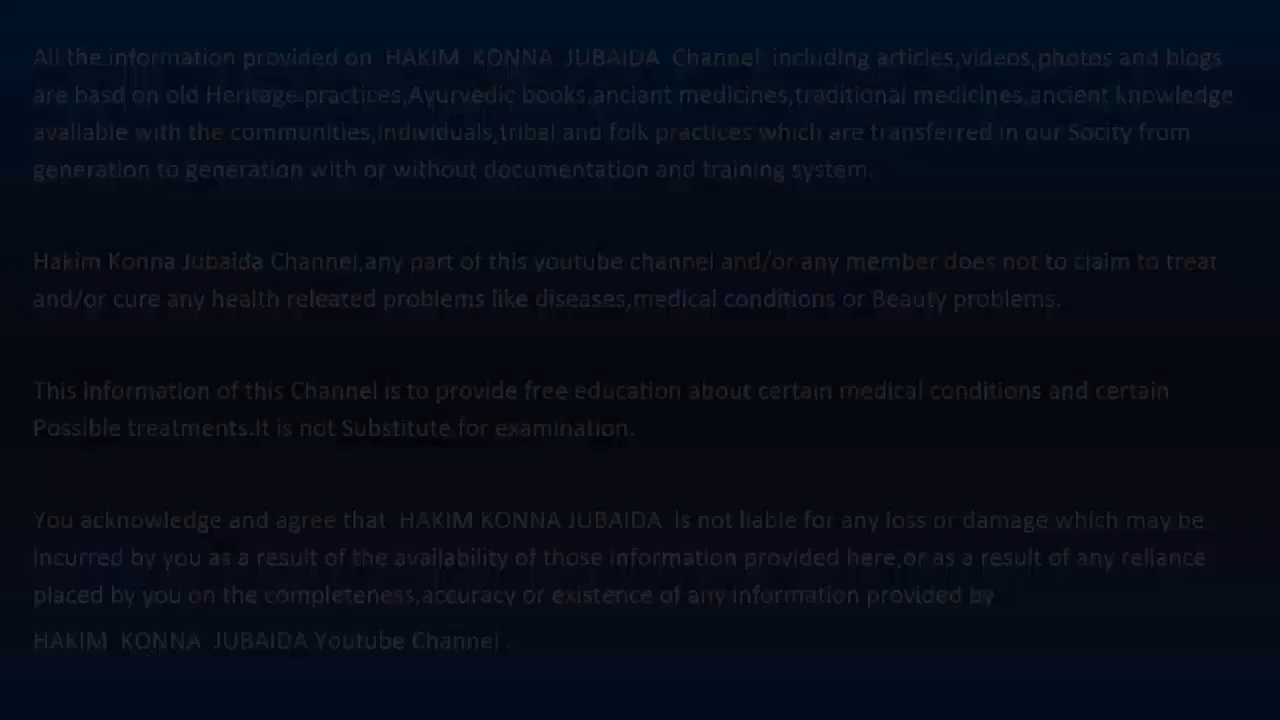 All the information provided on HAKIM KONNA JUBAIDA Channel including articles,videos,photos and blogs
are basd on old Heritage practices,Ayurvedic books,anciant medicines,traditional medicines,ancient knowledge
available with the communities,individuals,tribal and folk practices which are transferred in our Socity from
generation to generation with or without documentation and training system.
Hakim Konna Jubaida Channel,any part of this youtube channel and/or any member does not to claim to treat
and/or cure any health releated problems like diseases,medical conditions or Beauty problems.
This information of this Channel is to provide free education about certain medical conditions and certain
Possible treatments.It is not Substitute for examination.
You acknowledge and agree that HAKIM KONNA JUBAIDA is not liable for any loss or damage which may be
incurred by you as a result of the availability of those information provided here,or as a result of any reliance
placed by you on the completeness,accuracy or existence of any information provided by
HAKIM KONNA JUBAIDA Youtube Channel .